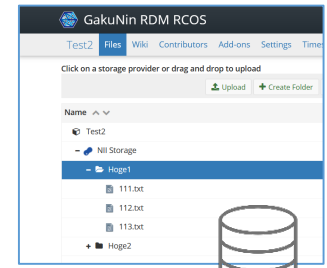 GakuNin RDM RCOS
Test2 Files Wiki Contributors Add-ons Settings Times
Click on a storage provider or drag and drop to upload
Upload + Create Folder
Name
Test2
– NII Storage
– Hoge1
111.txt
112.txt
113.txt
+ Hoge2